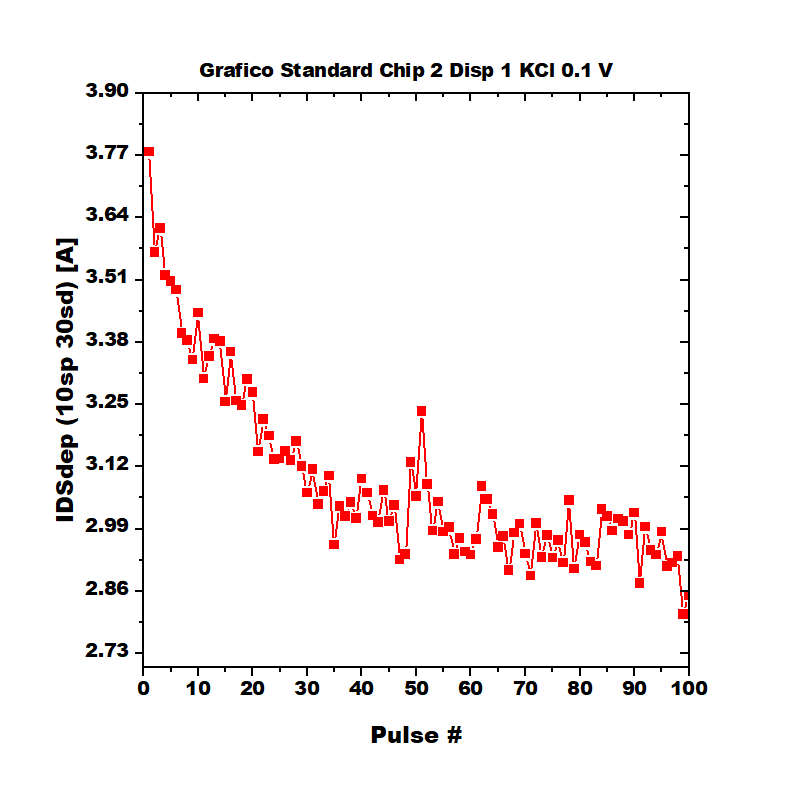 Grafico Standard Chip 2 Disp 1 KCl 0.1 V
IDSdep (10sp 30sd) [A]
3.90
3.77
3.64
3.51
3.38
3.25
3.12
2.99
2.86
2.73
0 10 20 30 40 50 60 70 80 90 100
Pulse #